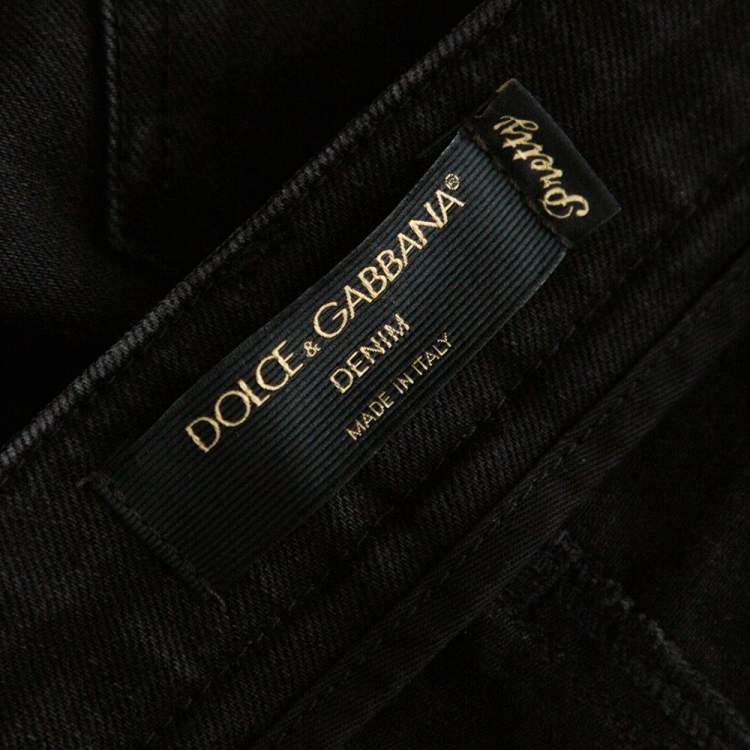 DOLCE & GABBANA®
DENIM
MADE IN ITALY
Pretty